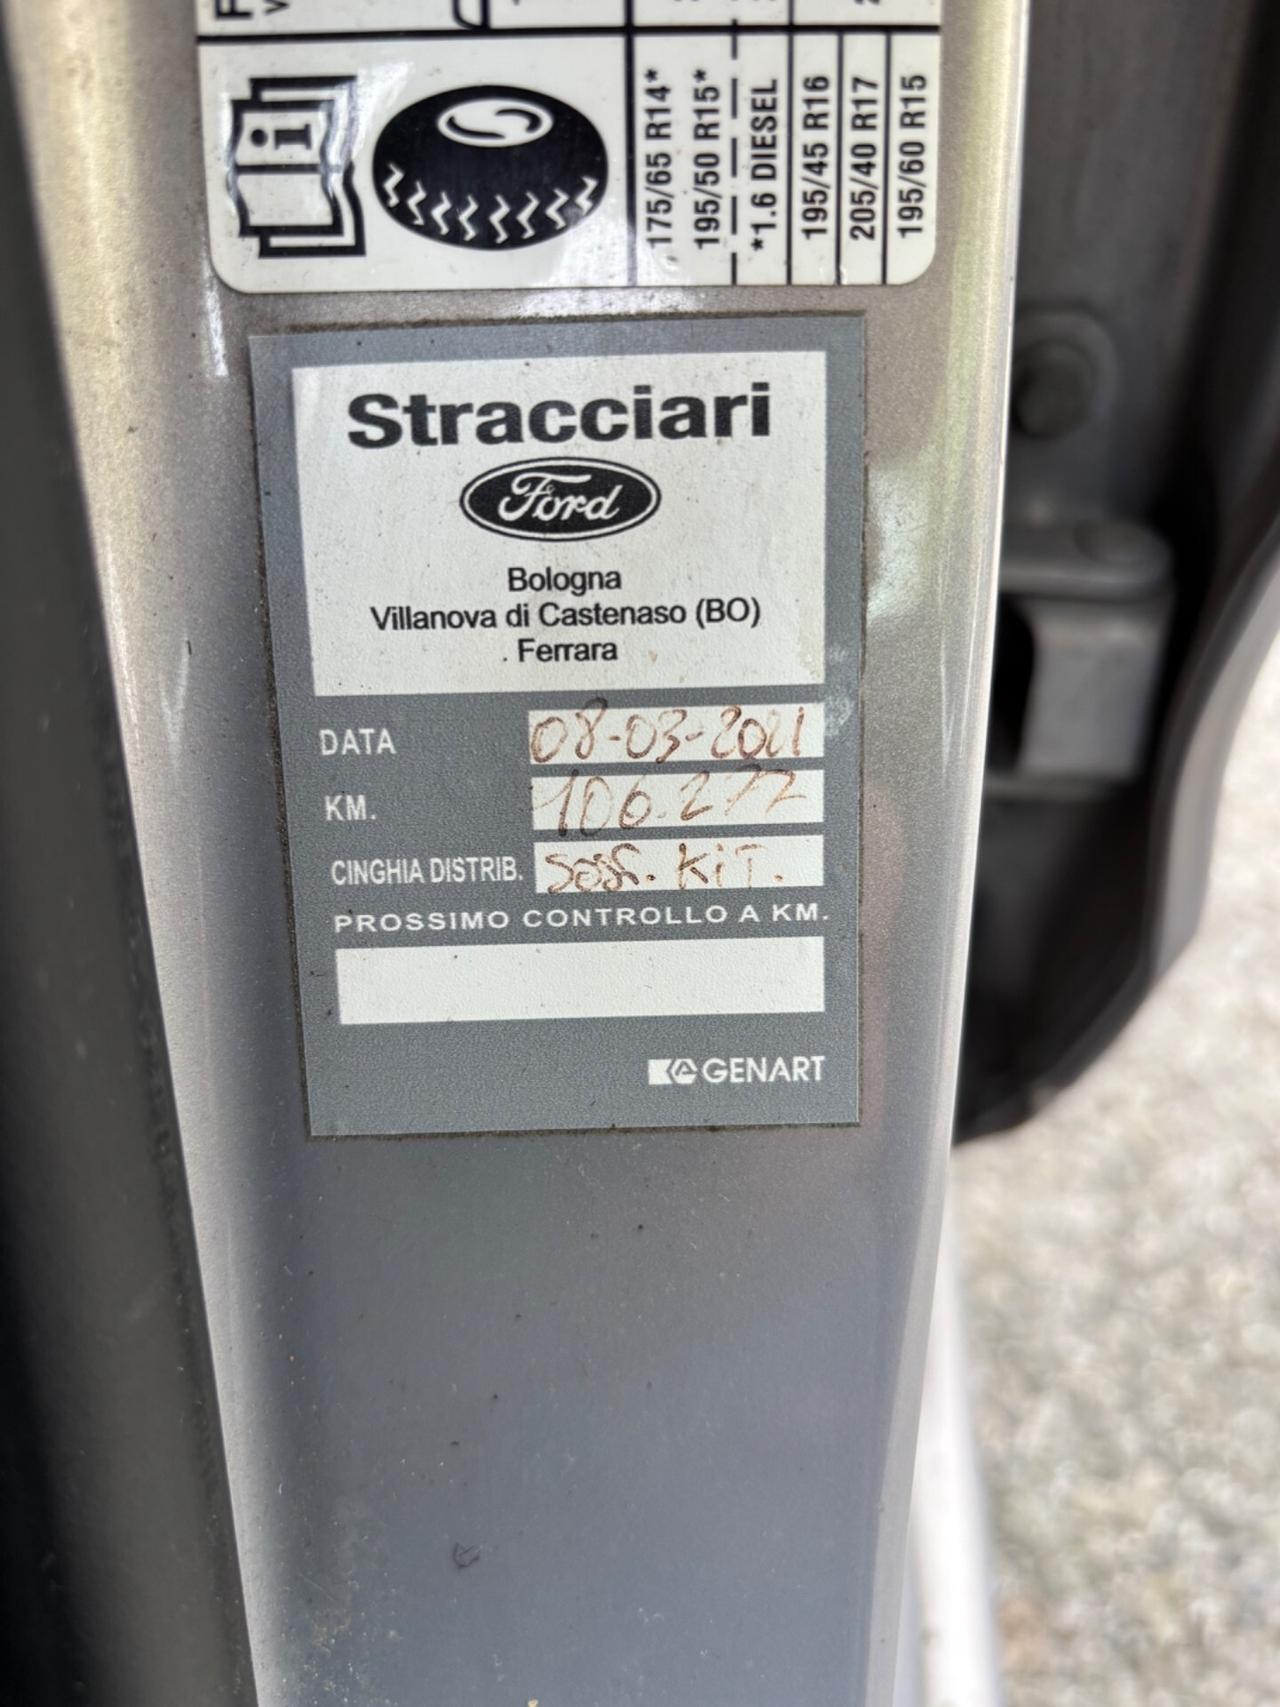 175/65 R14*
195/50 R15*
*1.6 DIESEL
195/45 R16
205/40 R17
195/60 R15
Stracciari
Ford
Bologna
Villanova di Castenaso (BO)
. Ferrara
DATA 08-03-2021
KM. 106.277
CINGHIA DISTRIB. SOST. KiT.
PROSSIMO CONTROLLO A KM.
GENART